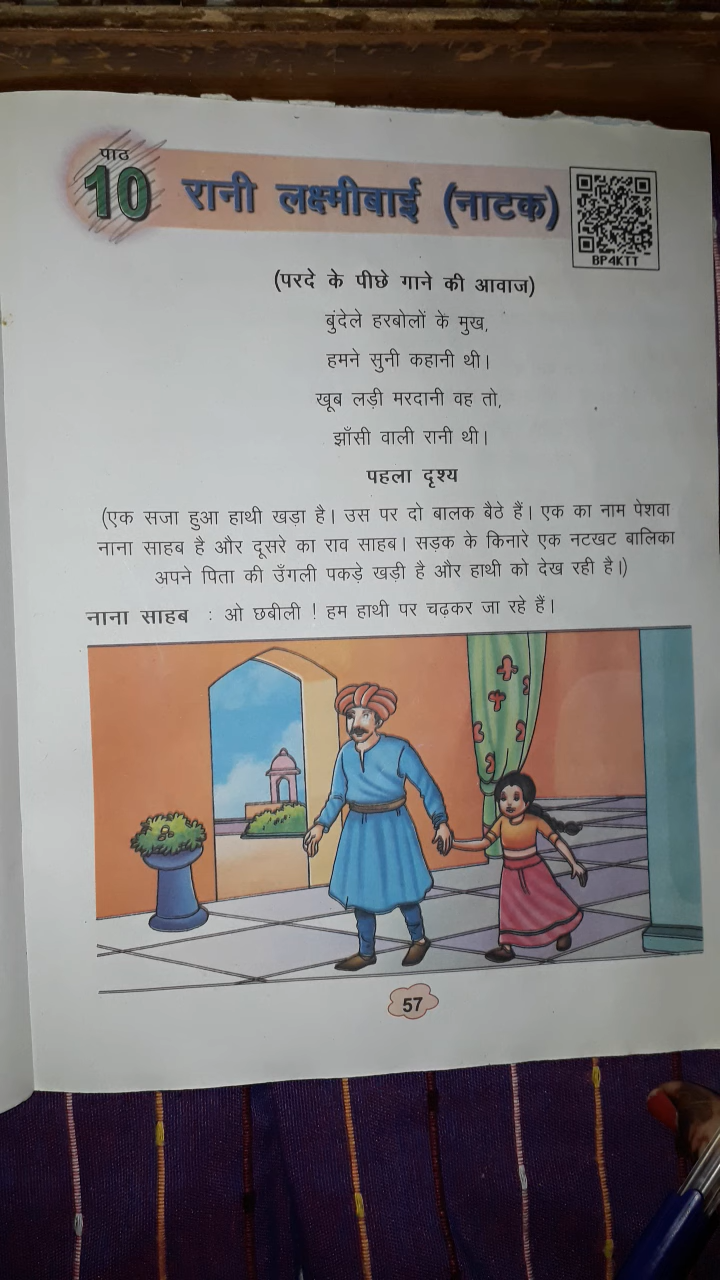 पाठ
10 रानी लक्ष्मीबाई (नाटक)
BP4KTT
(परदे के पीछे गाने की आवाज)
बुंदेले हरबोलों के मुख,
हमने सुनी कहानी थी।
खूब लड़ी मरदानी वह तो,
झाँसी वाली रानी थी।
पहला दृश्य
(एक सजा हुआ हाथी खड़ा है। उस पर दो बालक बैठे हैं। एक का नाम पेशवा
नाना साहब है और दूसरे का राव साहब। सड़क के किनारे एक नटखट बालिका
अपने पिता की उँगली पकड़े खड़ी है और हाथी को देख रही है।)
नाना साहब : ओ छबीली ! हम हाथी पर चढ़कर जा रहे हैं।
57